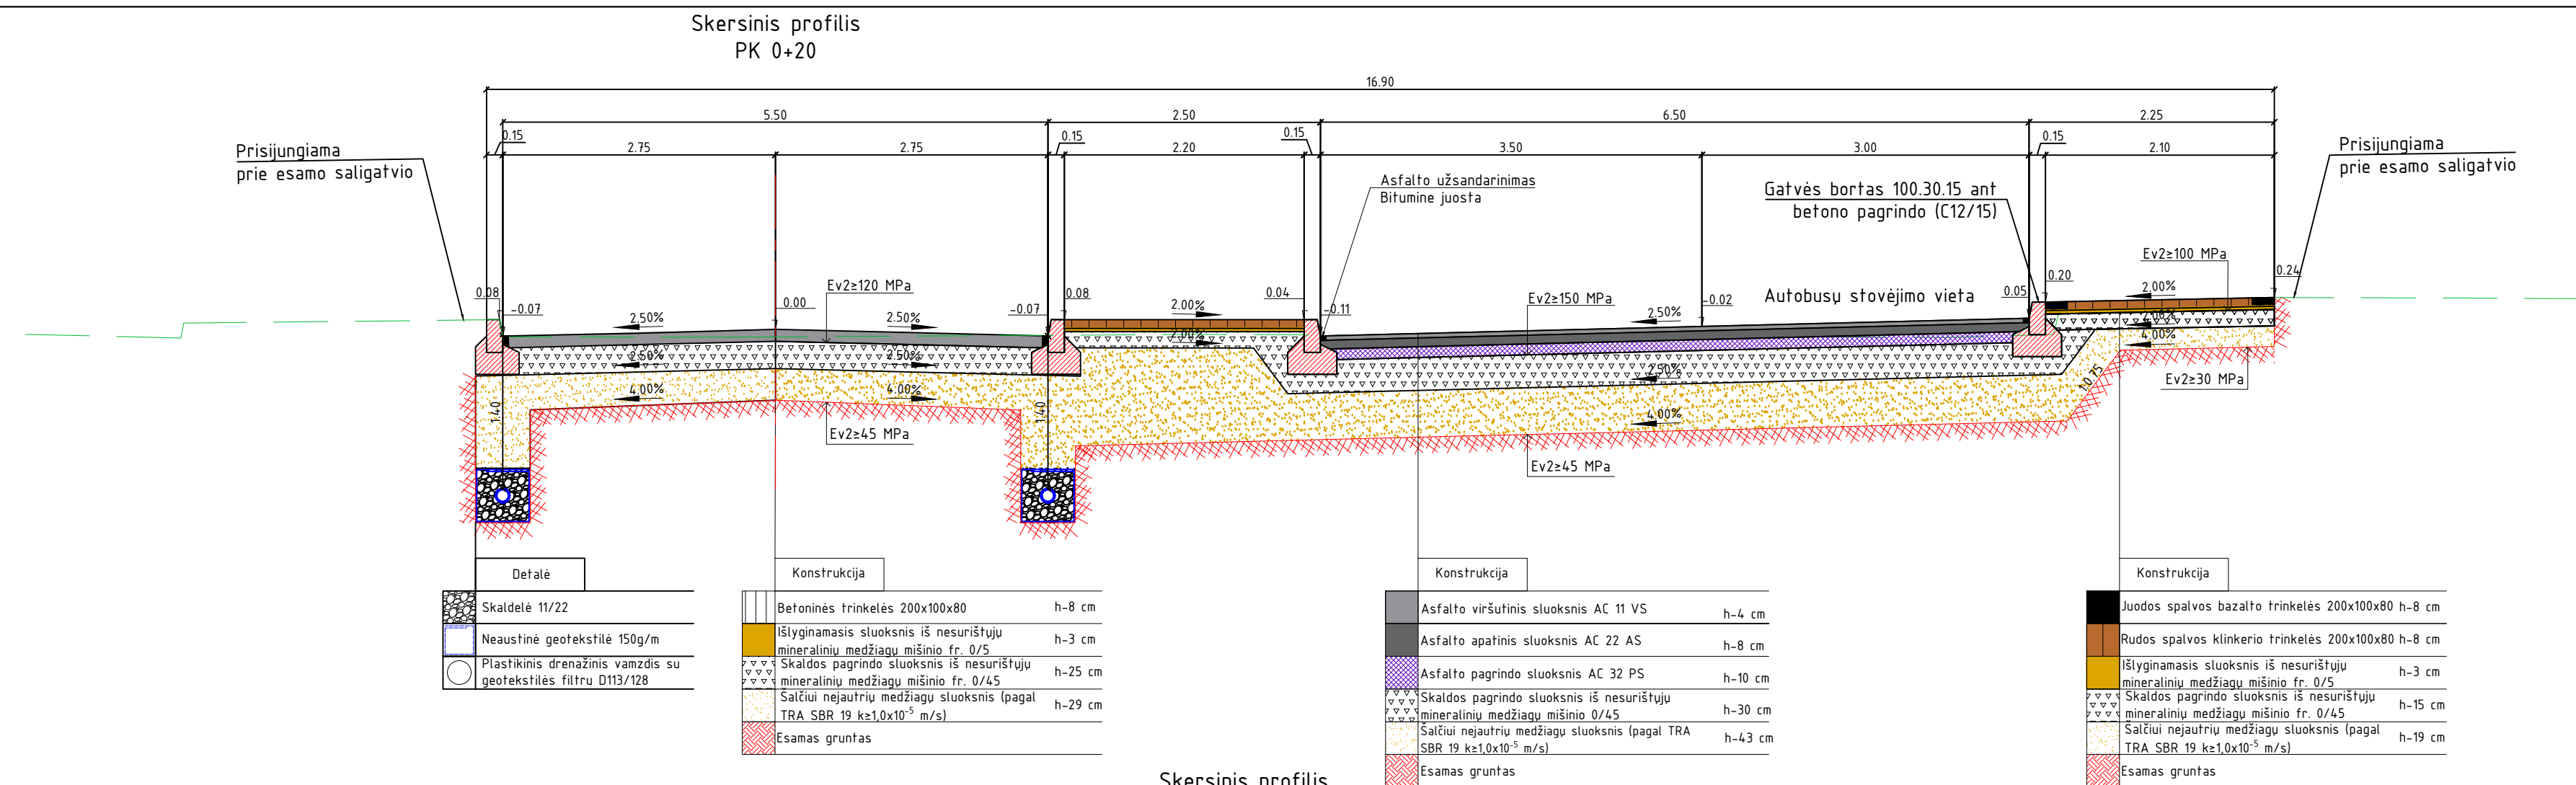 Skersinis profilis
PK 0+20
16.90
5.50
2.50
6.50
2.25
0.15
0.15
0.15
0.15
2.75
2.75
2.20
3.50
3.00
2.10
Prisijungiama
prie esamo saligatvio
Asfalto užsandarinimas
Bitumine juosta
Gatvės bortas 100.30.15 ant
betono pagrindo (C12/15)
Prisijungiama
prie esamo saligatvio
Ev2≥100 MPa
0.08
-0.07
0.00
Ev2≥120 MPa
-0.07
0.08
0.04
-0.11
Ev2≥150 MPa
-0.02
Autobusų stovėjimo vieta
0.05
0.20
0.24
2.50%
2.50%
2.00%
2.50%
2.00%
2.50%
2.50%
2.00%
2.50%
2.00%
4.00%
4.00%
4.00%
4.00%
1.40
1.40
1:0.75
Ev2≥45 MPa
Ev2≥45 MPa
Ev2≥30 MPa
Detalė
Skaldelė 11/22
Neaustinė geotekstilė 150g/m
Plastikinis drenažinis vamzdis su
geotekstilės filtru D113/128
Konstrukcija
Betoninės trinkelės 200x100x80 h-8 cm
Išlyginamasis sluoksnis iš nesurištųjų
mineralinių medžiagų mišinio fr. 0/5 h-3 cm
Skaldos pagrindo sluoksnis iš nesurištųjų
mineralinių medžiagų mišinio fr. 0/45 h-25 cm
Šalčiui nejautrių medžiagų sluoksnis (pagal
TRA SBR 19 k≥1,0x10⁻⁵ m/s) h-29 cm
Esamas gruntas
Konstrukcija
Asfalto viršutinis sluoksnis AC 11 VS h-4 cm
Asfalto apatinis sluoksnis AC 22 AS h-8 cm
Asfalto pagrindo sluoksnis AC 32 PS h-10 cm
Skaldos pagrindo sluoksnis iš nesurištųjų
mineralinių medžiagų mišinio 0/45 h-30 cm
Šalčiui nejautrių medžiagų sluoksnis (pagal TRA
SBR 19 k≥1,0x10⁻⁵ m/s) h-43 cm
Esamas gruntas
Konstrukcija
Juodos spalvos bazalto trinkelės 200x100x80 h-8 cm
Rudos spalvos klinkerio trinkelės 200x100x80 h-8 cm
Išlyginamasis sluoksnis iš nesurištųjų
mineralinių medžiagų mišinio fr. 0/5 h-3 cm
Skaldos pagrindo sluoksnis iš nesurištųjų
mineralinių medžiagų mišinio fr. 0/45 h-15 cm
Šalčiui nejautrių medžiagų sluoksnis (pagal
TRA SBR 19 k≥1,0x10⁻⁵ m/s) h-19 cm
Esamas gruntas
Skersinis profilis